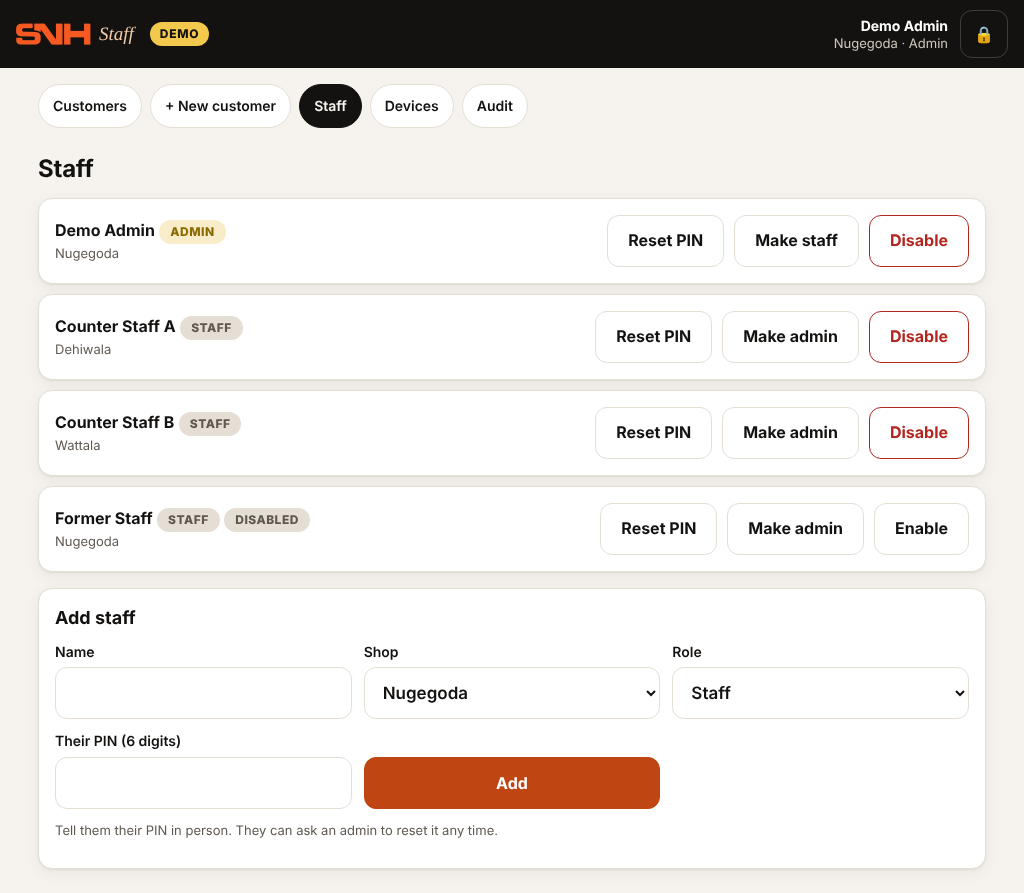 SNH Staff DEMO
Demo Admin
Nugegoda · Admin
Customers + New customer Staff Devices Audit
Staff
Demo Admin ADMIN
Nugegoda
Reset PIN Make staff Disable
Counter Staff A STAFF
Dehiwala
Reset PIN Make admin Disable
Counter Staff B STAFF
Wattala
Reset PIN Make admin Disable
Former Staff STAFF DISABLED
Nugegoda
Reset PIN Make admin Enable
Add staff
Name Shop Role
Nugegoda Staff
Their PIN (6 digits)
Add
Tell them their PIN in person. They can ask an admin to reset it any time.